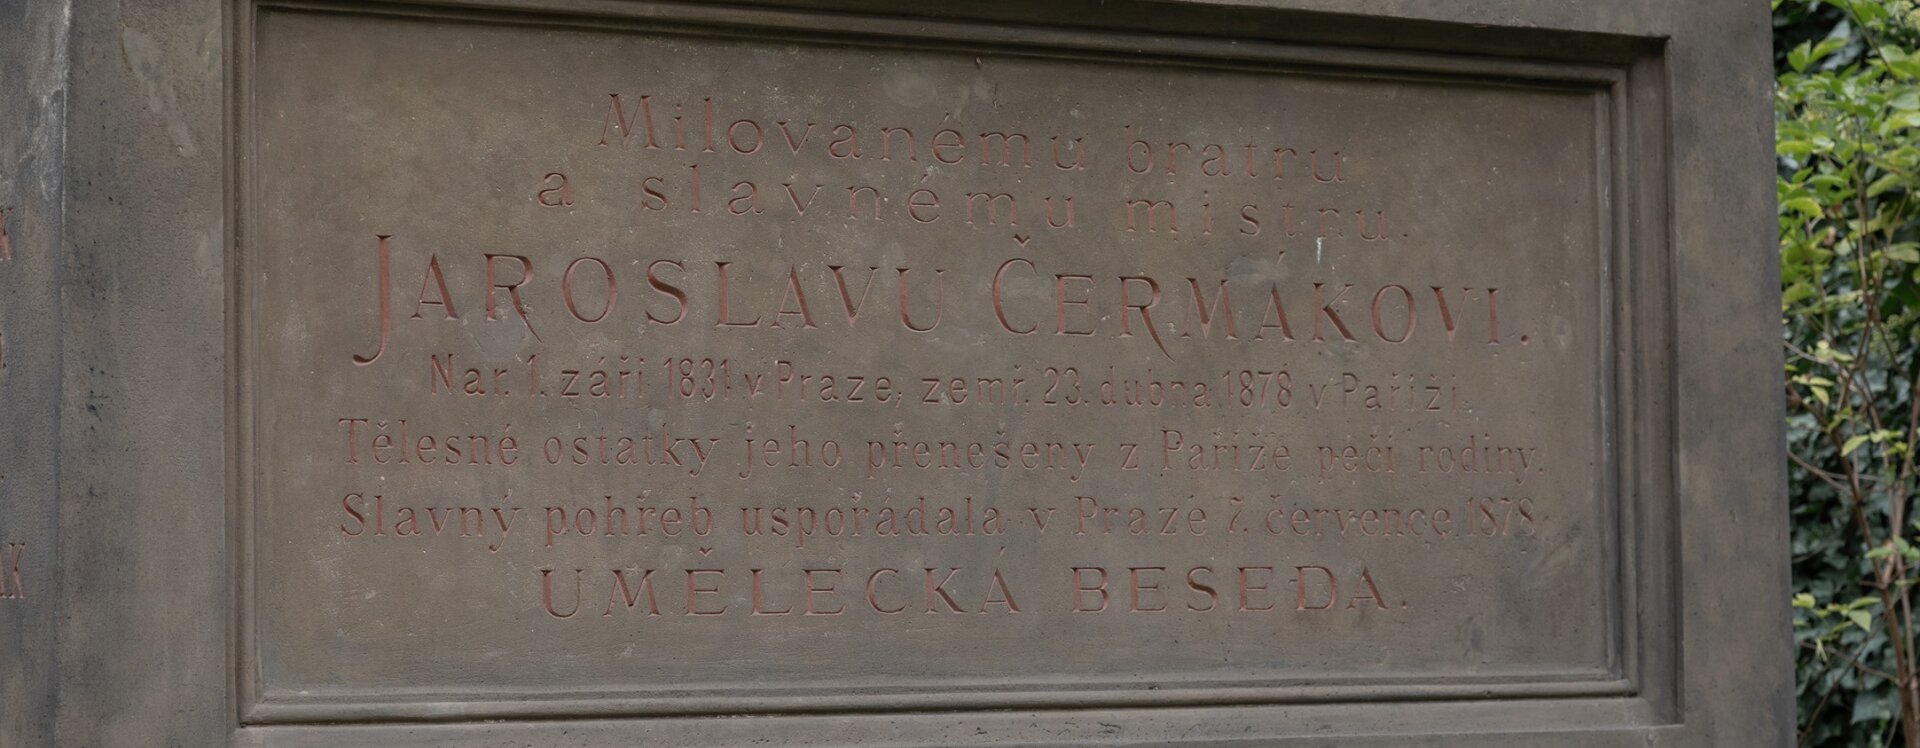 Milovanému bratru
a slavnému mistru.
JAROSLAVU ČERMÁKOVI.
Nar. 1. září 1831 v Praze, zemř. 23. dubna 1878 v Paříži.
Tělesné ostatky jeho přenešeny z Paříže péčí rodiny.
Slavný pohřeb uspořádala v Praze 7. července 1878
UMĚLECKÁ BESEDA.